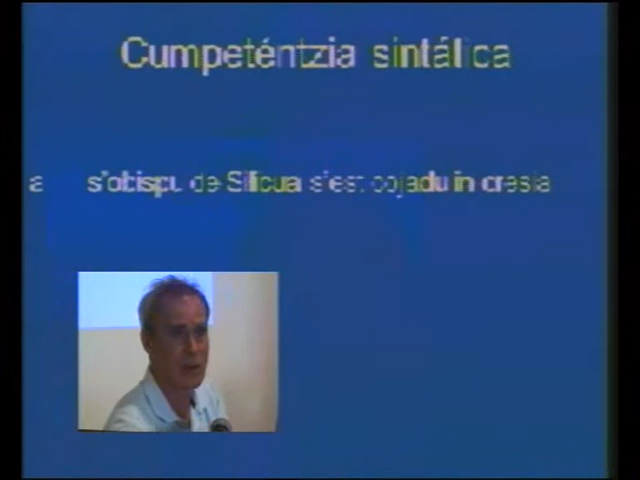 Cumpeténtzia sintática
a s'obispu de Silicua s'est cojadu in cresia